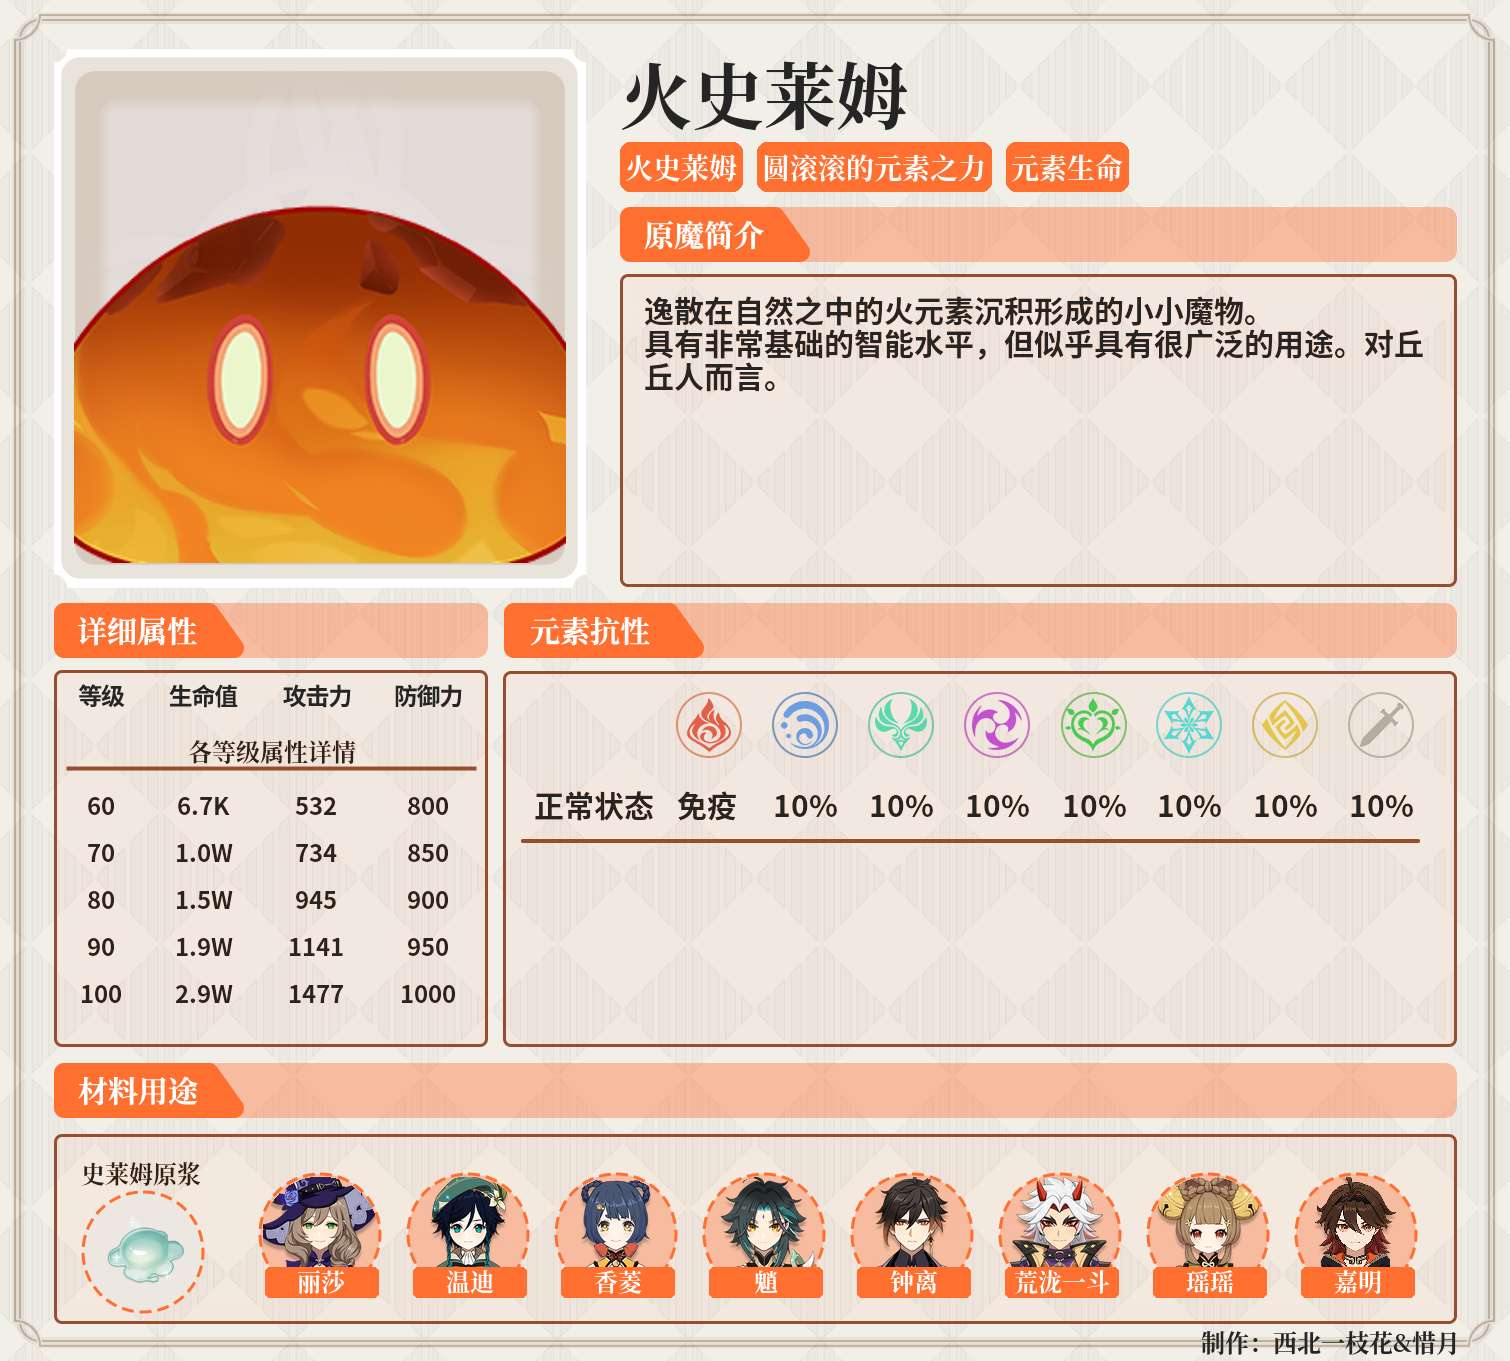 火史莱姆
火史莱姆 圆滚滚的元素之力 元素生命
原魔简介
逸散在自然之中的火元素沉积形成的小小魔物。
具有非常基础的智能水平，但似乎具有很广泛的用途。对丘
丘人而言。
详细属性
等级 生命值 攻击力 防御力
各等级属性详情
60 6.7K 532 800
70 1.0W 734 850
80 1.5W 945 900
90 1.9W 1141 950
100 2.9W 1477 1000
元素抗性
正常状态 免疫 10% 10% 10% 10% 10% 10% 10%
材料用途
史莱姆原浆
丽莎 温迪 香菱 魈 钟离 荒泷一斗 瑶瑶 嘉明
制作：西北一枝花&惜月